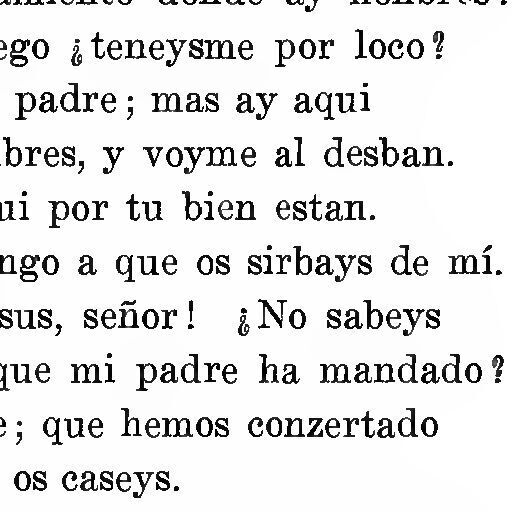 ego ¿teneysme por loco?
padre; mas ay aqui
bres, y voyme al desban.
ui por tu bien estan.
ngo a que os sirbays de mí.
sus, señor! ¿No sabeys
que mi padre ha mandado?
e; que hemos conzertado
os caseys.